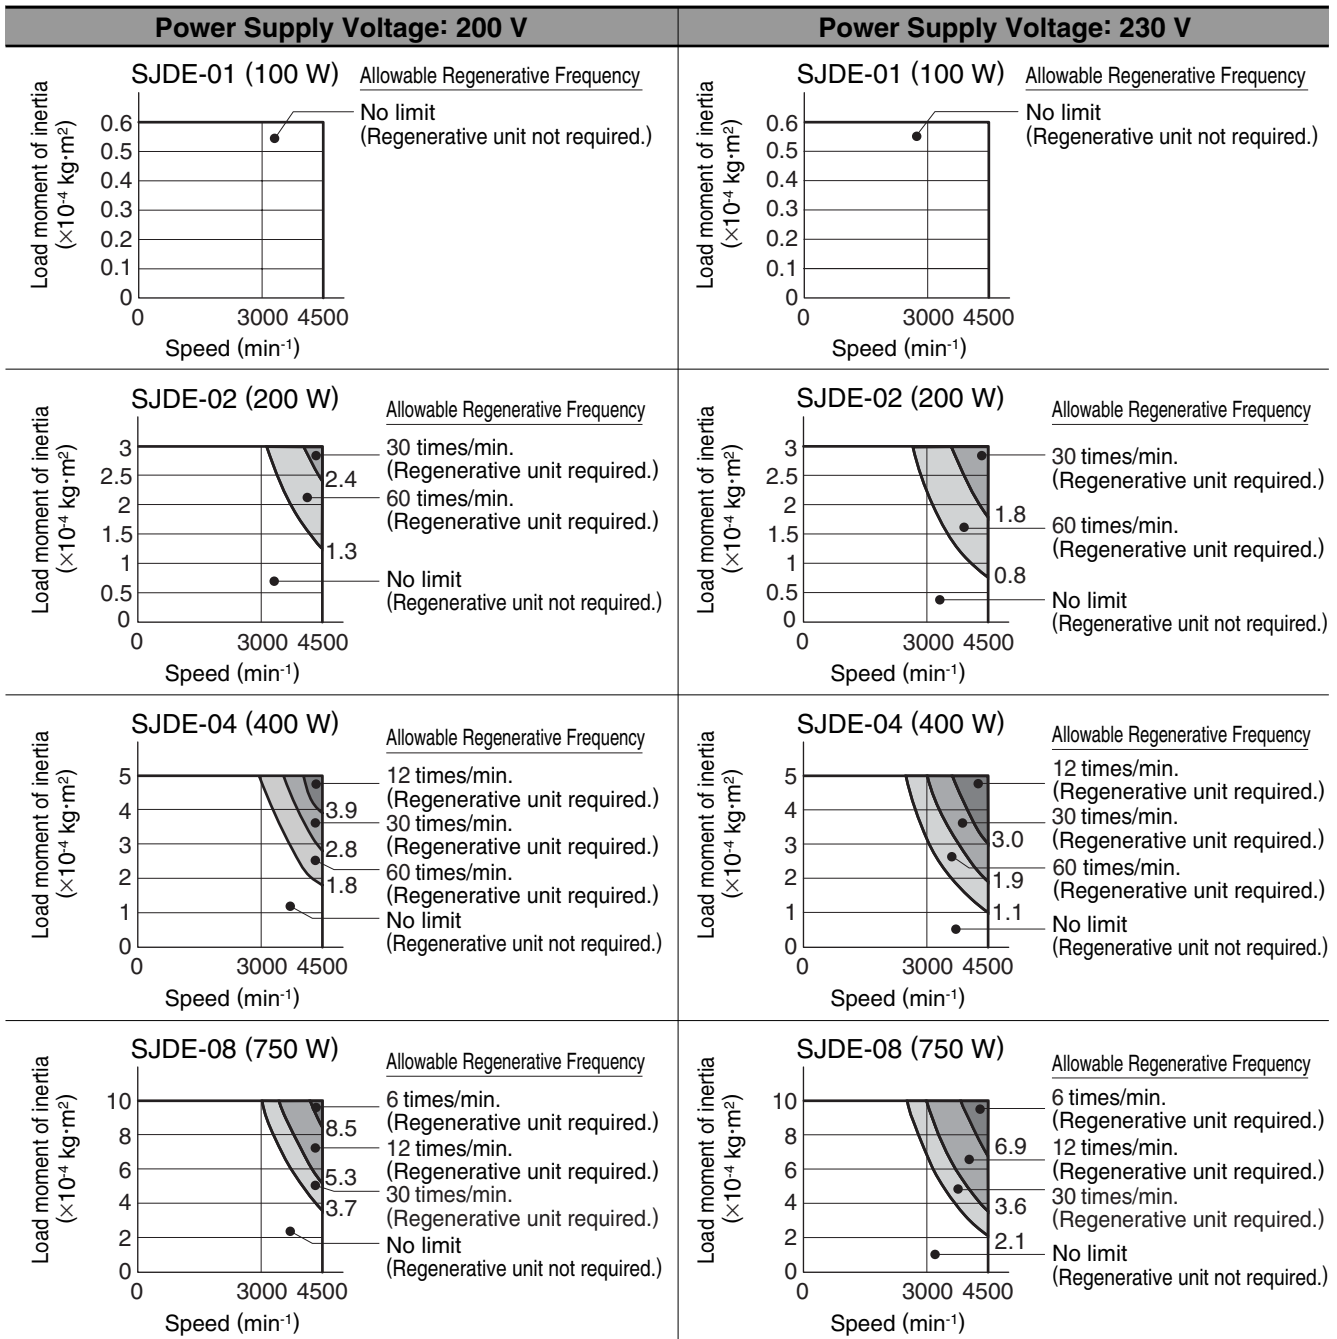 Power Supply Voltage: 200 V
Power Supply Voltage: 230 V
SJDE-01 (100 W)
Allowable Regenerative Frequency
No limit
(Regenerative unit not required.)
Load moment of inertia
(×10-4 kg·m2)
0.6
0.5
0.4
0.3
0.2
0.1
0
0
3000 4500
Speed (min-1)
SJDE-01 (100 W)
Allowable Regenerative Frequency
No limit
(Regenerative unit not required.)
Load moment of inertia
(×10-4 kg·m2)
0.6
0.5
0.4
0.3
0.2
0.1
0
0
3000 4500
Speed (min-1)
SJDE-02 (200 W)
Allowable Regenerative Frequency
30 times/min.
(Regenerative unit required.)
60 times/min.
(Regenerative unit required.)
No limit
(Regenerative unit not required.)
Load moment of inertia
(×10-4 kg·m2)
3
2.5
2
1.5
1
0.5
0
2.4
1.3
0
3000 4500
Speed (min-1)
SJDE-02 (200 W)
Allowable Regenerative Frequency
30 times/min.
(Regenerative unit required.)
60 times/min.
(Regenerative unit required.)
No limit
(Regenerative unit not required.)
Load moment of inertia
(×10-4 kg·m2)
3
2.5
2
1.5
1
0.5
0
1.8
0.8
0
3000 4500
Speed (min-1)
SJDE-04 (400 W)
Allowable Regenerative Frequency
12 times/min.
(Regenerative unit required.)
30 times/min.
(Regenerative unit required.)
60 times/min.
(Regenerative unit required.)
No limit
(Regenerative unit not required.)
Load moment of inertia
(×10-4 kg·m2)
5
4
3
2
1
0
3.9
2.8
1.8
0
3000 4500
Speed (min-1)
SJDE-04 (400 W)
Allowable Regenerative Frequency
12 times/min.
(Regenerative unit required.)
30 times/min.
(Regenerative unit required.)
60 times/min.
(Regenerative unit required.)
No limit
(Regenerative unit not required.)
Load moment of inertia
(×10-4 kg·m2)
5
4
3
2
1
0
3.0
1.9
1.1
0
3000 4500
Speed (min-1)
SJDE-08 (750 W)
Allowable Regenerative Frequency
6 times/min.
(Regenerative unit required.)
12 times/min.
(Regenerative unit required.)
30 times/min.
(Regenerative unit required.)
No limit
(Regenerative unit not required.)
Load moment of inertia
(×10-4 kg·m2)
10
8
6
4
2
0
8.5
5.3
3.7
0
3000 4500
Speed (min-1)
SJDE-08 (750 W)
Allowable Regenerative Frequency
6 times/min.
(Regenerative unit required.)
12 times/min.
(Regenerative unit required.)
30 times/min.
(Regenerative unit required.)
No limit
(Regenerative unit not required.)
Load moment of inertia
(×10-4 kg·m2)
10
8
6
4
2
0
6.9
3.6
2.1
0
3000 4500
Speed (min-1)